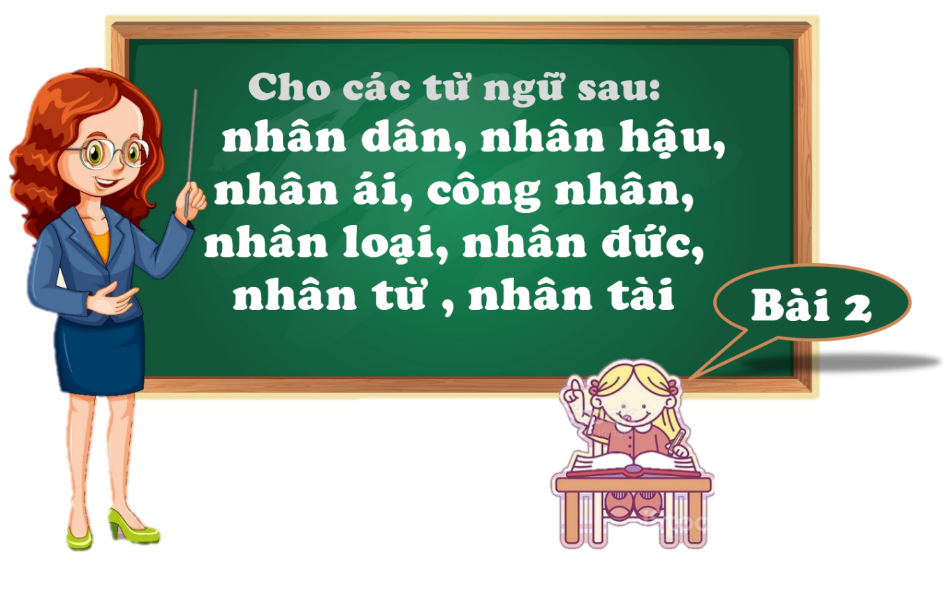 Cho các từ ngữ sau:
nhân dân, nhân hậu,
nhân ái, công nhân,
nhân loại, nhân đức,
nhân từ , nhân tài
Bài 2